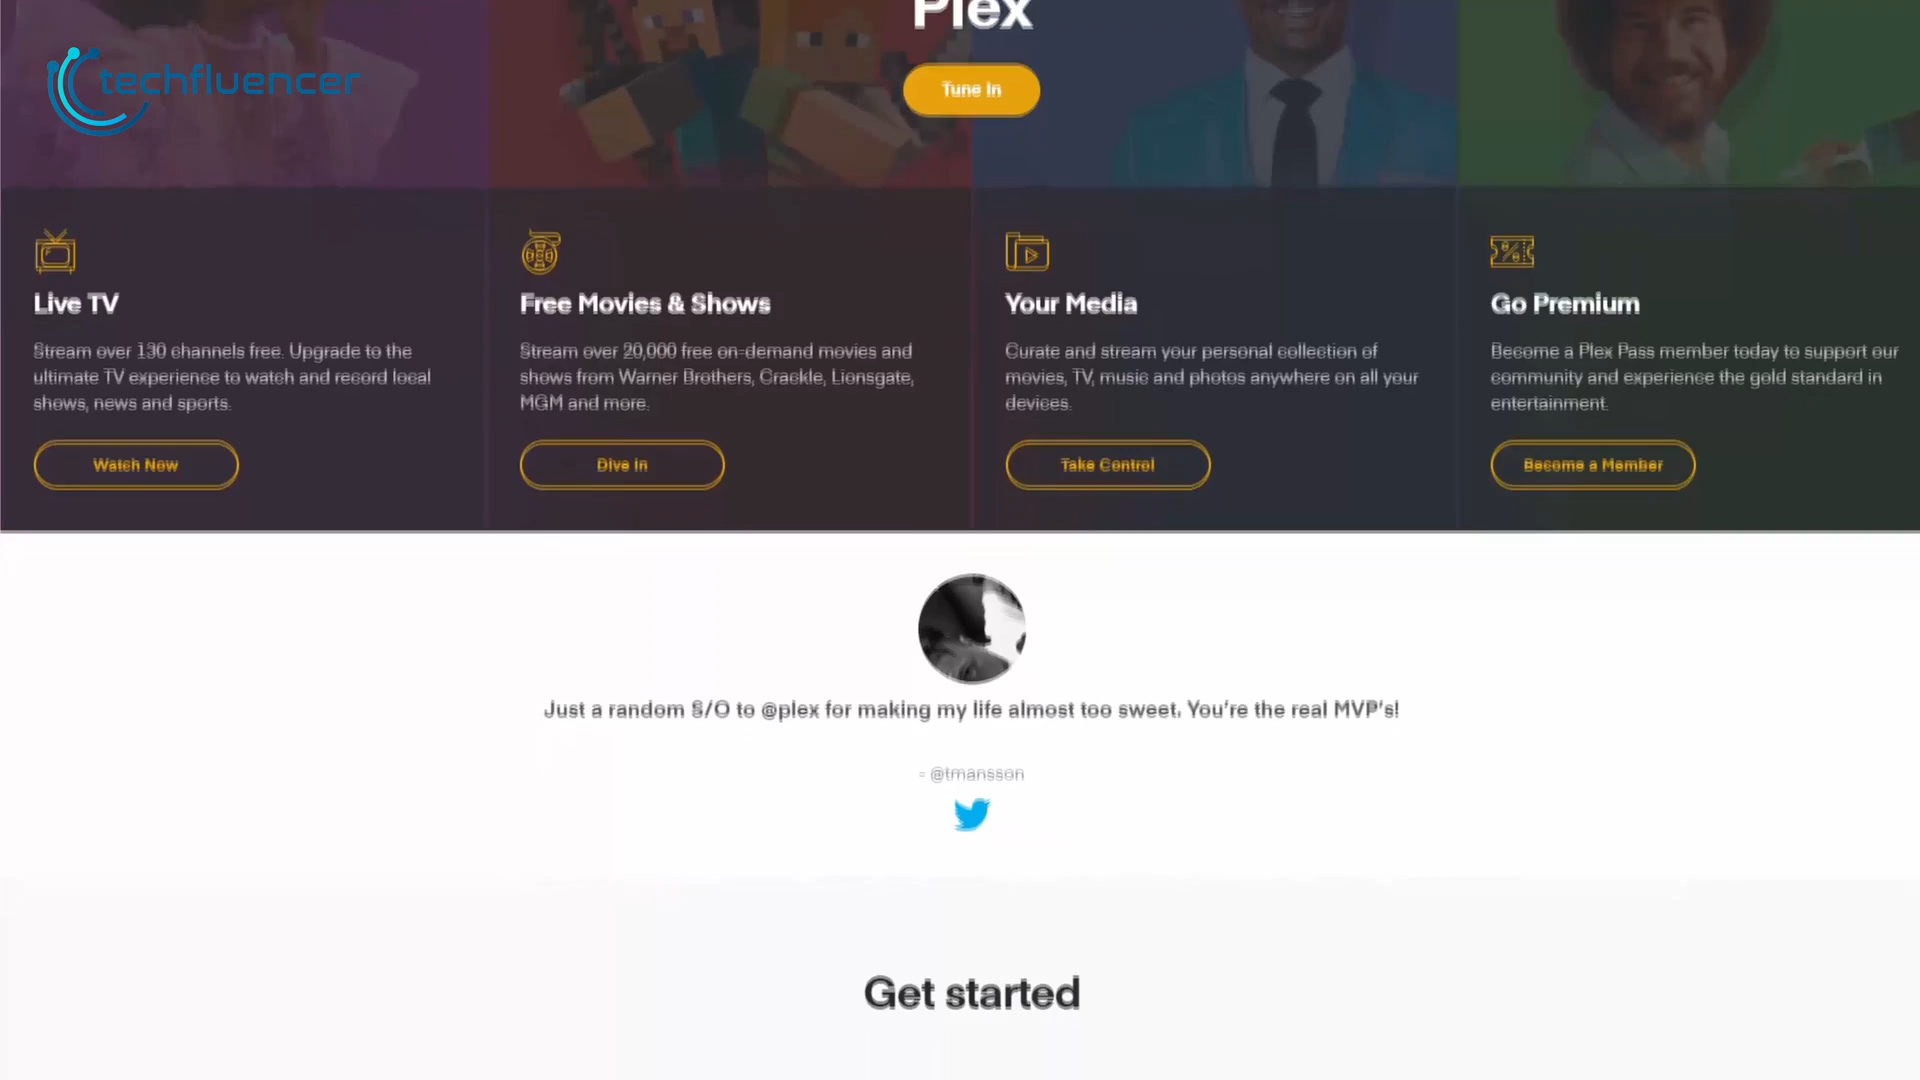 Plex
techfluencer
Tune In
Live TV
Stream over 130 channels free. Upgrade to the
ultimate TV experience to watch and record local
shows, news and sports.
Watch Now
Free Movies & Shows
Stream over 20,000 free on-demand movies and
shows from Warner Brothers, Crackle, Lionsgate,
MGM and more.
Dive In
Your Media
Curate and stream your personal collection of
movies, TV, music and photos anywhere on all your
devices.
Take Control
Go Premium
Become a Plex Pass member today to support our
community and experience the gold standard in
entertainment.
Become a Member
Just a random S/O to @plex for making my life almost too sweet. You're the real MVP's!
- @tmansson
Get started